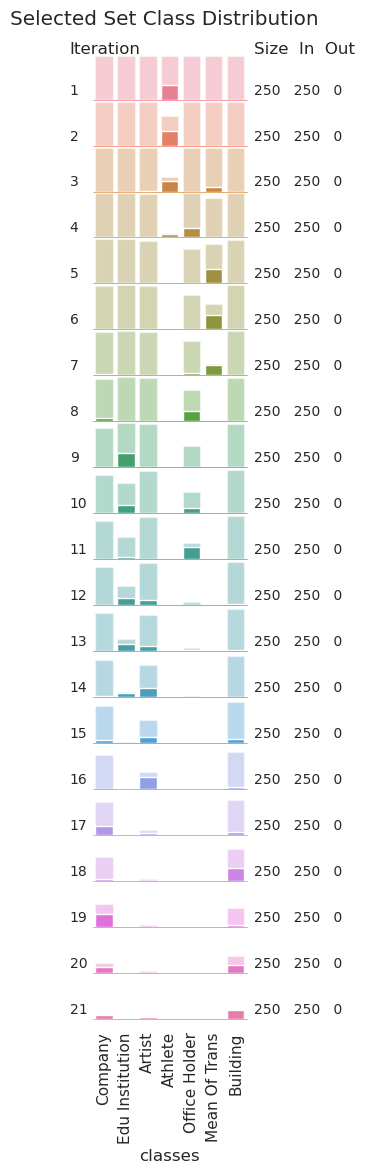 Selected Set Class Distribution
Iteration Size In Out
1 250 250 0
2 250 250 0
3 250 250 0
4 250 250 0
5 250 250 0
6 250 250 0
7 250 250 0
8 250 250 0
9 250 250 0
10 250 250 0
11 250 250 0
12 250 250 0
13 250 250 0
14 250 250 0
15 250 250 0
16 250 250 0
17 250 250 0
18 250 250 0
19 250 250 0
20 250 250 0
21 250 250 0
Company
Edu Institution
Artist
Athlete
Office Holder
Mean Of Trans
Building
classes